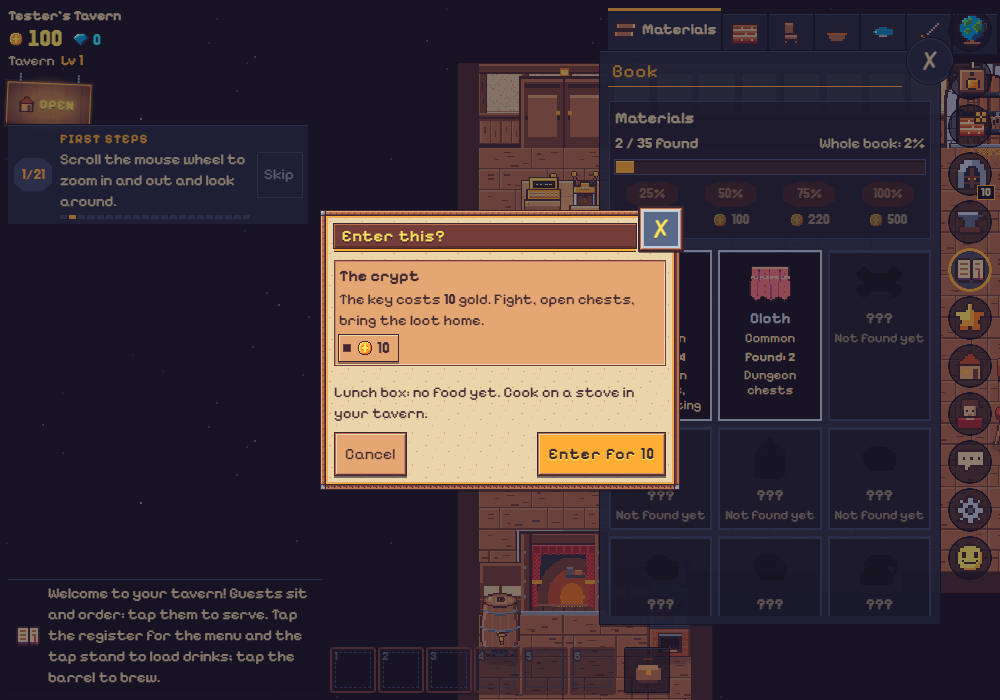 Tester's Tavern
100 0
Tavern Lv 1
OPEN
FIRST STEPS
1/21
Scroll the mouse wheel to
zoom in and out and look
around.
Skip
Materials
X
Book
Materials
2 / 35 Found
Whole book: 2%
25% 50% 75% 100%
100 220 500
Enter this?
X
The crypt
The key costs 10 gold. Fight, open chests,
bring the loot home.
10
Lunch box: no food yet. Cook on a stove in
your tavern.
Cancel
Enter for 10
Cloth
Common
Found: 2
Dungeon
chests
???
Not found yet
???
Not found yet
???
Not found yet
???
Not found yet
???
???
???
1
10
Welcome to your tavern! Guests sit
and order: tap them to serve. Tap
the register for the menu and the
tap stand to load drinks; tap the
barrel to brew.
1 2 3 4 5 6